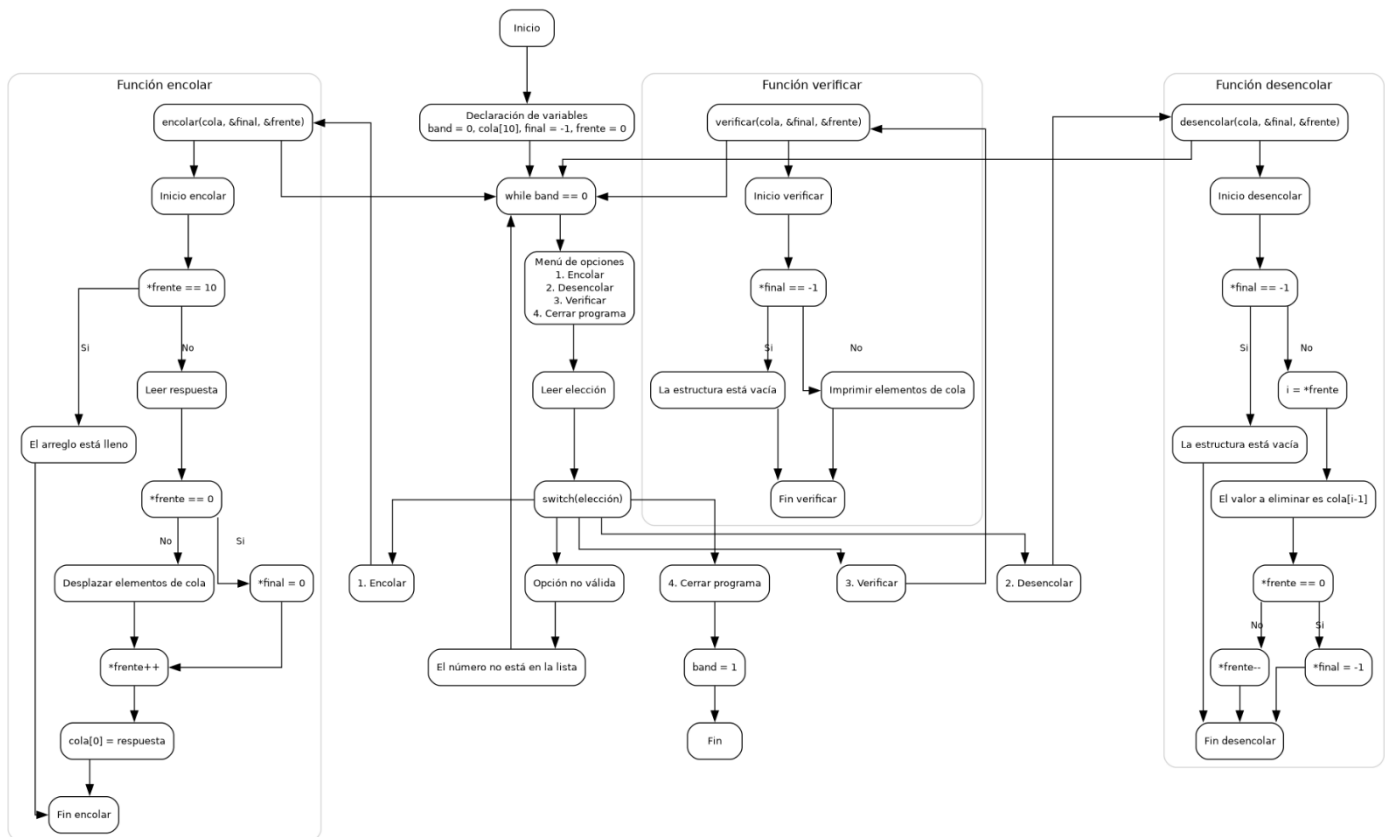 Inicio
Función encolar
encolar(cola, &final, &frente)
Inicio encolar
*frente == 10
Si
No
Leer respuesta
El arreglo está lleno
*frente == 0
No
Si
Desplazar elementos de cola
*final = 0
*frente++
cola[0] = respuesta
Fin encolar
Declaración de variables
band = 0, cola[10], final = -1, frente = 0
while band == 0
Menú de opciones
1. Encolar
2. Desencolar
3. Verificar
4. Cerrar programa
Leer elección
switch(elección)
1. Encolar
Opción no válida
4. Cerrar programa
3. Verificar
2. Desencolar
El número no está en la lista
band = 1
Fin
Función verificar
verificar(cola, &final, &frente)
Inicio verificar
*final == -1
Si
No
La estructura está vacía
Imprimir elementos de cola
Fin verificar
Función desencolar
desencolar(cola, &final, &frente)
Inicio desencolar
*final == -1
Si
No
i = *frente
La estructura está vacía
El valor a eliminar es cola[i-1]
*frente == 0
No
Si
*frente--
*final = -1
Fin desencolar